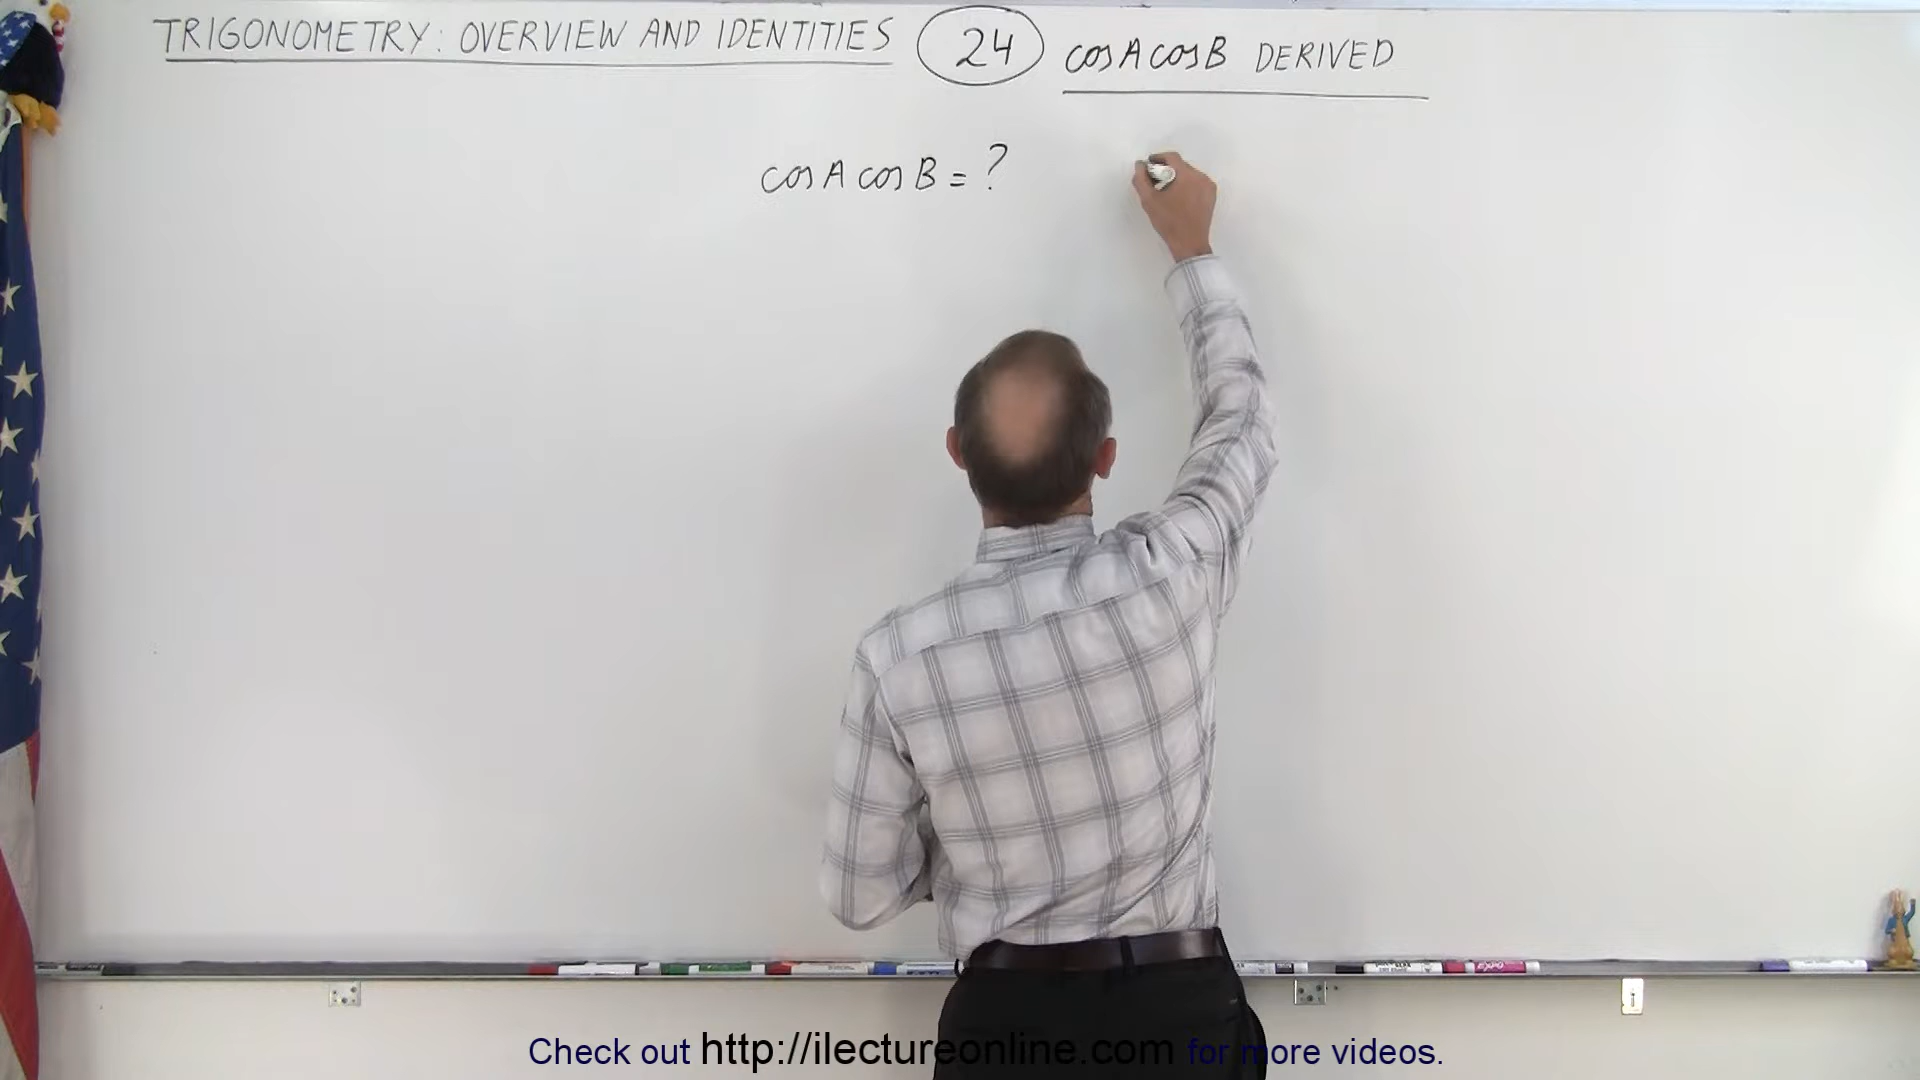 TRIGONOMETRY: OVERVIEW AND IDENTITIES 24 cosAcosB DERIVED
cosA cosB = ?
Check out http://ilectureonline.com for more videos.